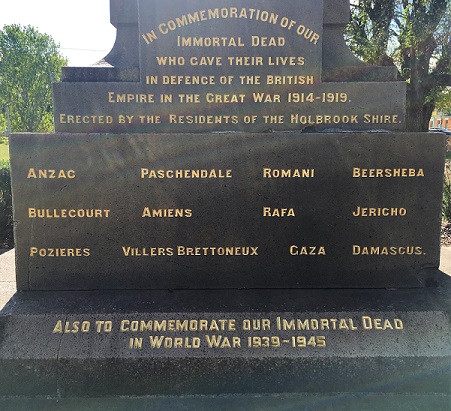 IN COMMEMORATION OF OUR
IMMORTAL DEAD
WHO GAVE THEIR LIVES
IN DEFENCE OF THE BRITISH
EMPIRE IN THE GREAT WAR 1914-1919.
ERECTED BY THE RESIDENTS OF THE HOLBROOK SHIRE.
ANZAC PASCHENDALE ROMANI BEERSHEBA
BULLECOURT AMIENS RAFA JERICHO
POZIERES VILLERS BRETTONEUX GAZA DAMASCUS.
ALSO TO COMMEMORATE OUR IMMORTAL DEAD
IN WORLD WAR 1939-1945